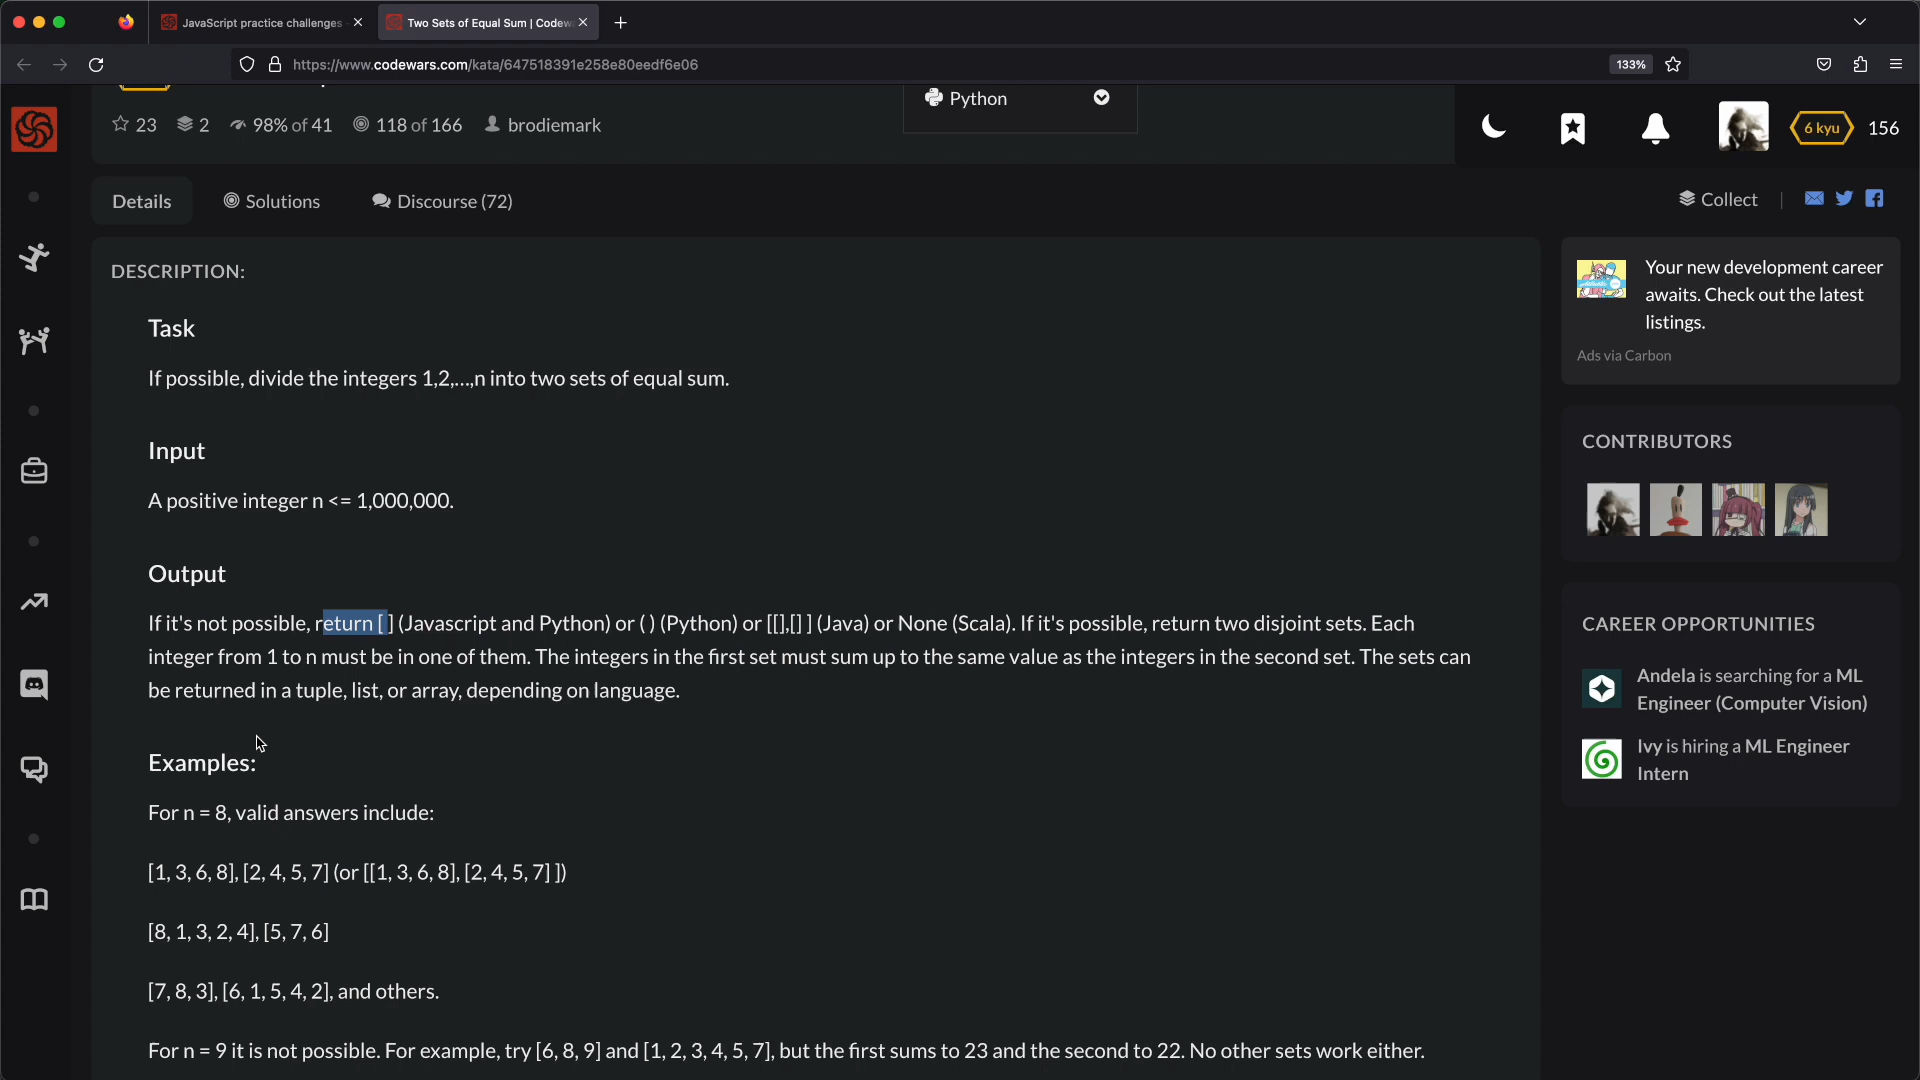 JavaScript practice challenges
Two Sets of Equal Sum | Codew
https://www.codewars.com/kata/647518391e258e80eedf6e06
133%
Python
23 2 98% of 41 118 of 166 brodiemark
6 kyu 156
Details Solutions Discourse (72)
Collect |
DESCRIPTION:
Task
If possible, divide the integers 1,2,...,n into two sets of equal sum.
Input
A positive integer n <= 1,000,000.
Output
If it's not possible, return [ ] (Javascript and Python) or ( ) (Python) or [[],[] ] (Java) or None (Scala). If it's possible, return two disjoint sets. Each
integer from 1 to n must be in one of them. The integers in the first set must sum up to the same value as the integers in the second set. The sets can
be returned in a tuple, list, or array, depending on language.
Examples:
For n = 8, valid answers include:
[1, 3, 6, 8], [2, 4, 5, 7] (or [[1, 3, 6, 8], [2, 4, 5, 7] ])
[8, 1, 3, 2, 4], [5, 7, 6]
[7, 8, 3], [6, 1, 5, 4, 2], and others.
For n = 9 it is not possible. For example, try [6, 8, 9] and [1, 2, 3, 4, 5, 7], but the first sums to 23 and the second to 22. No other sets work either.
Your new development career
awaits. Check out the latest
listings.
Ads via Carbon
CONTRIBUTORS
CAREER OPPORTUNITIES
Andela is searching for a ML
Engineer (Computer Vision)
Ivy is hiring a ML Engineer
Intern